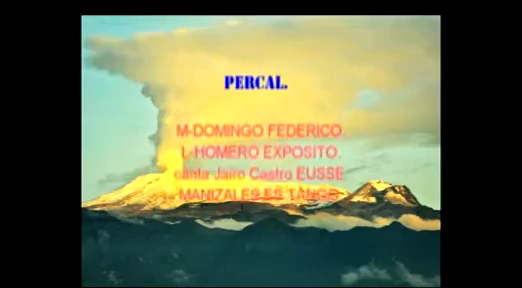 PERCAL.
M-DOMINGO FEDERICO.
L-HOMERO EXPOSITO.
canta Jairo Castro EUSSE
MANIZALES ES TANGO